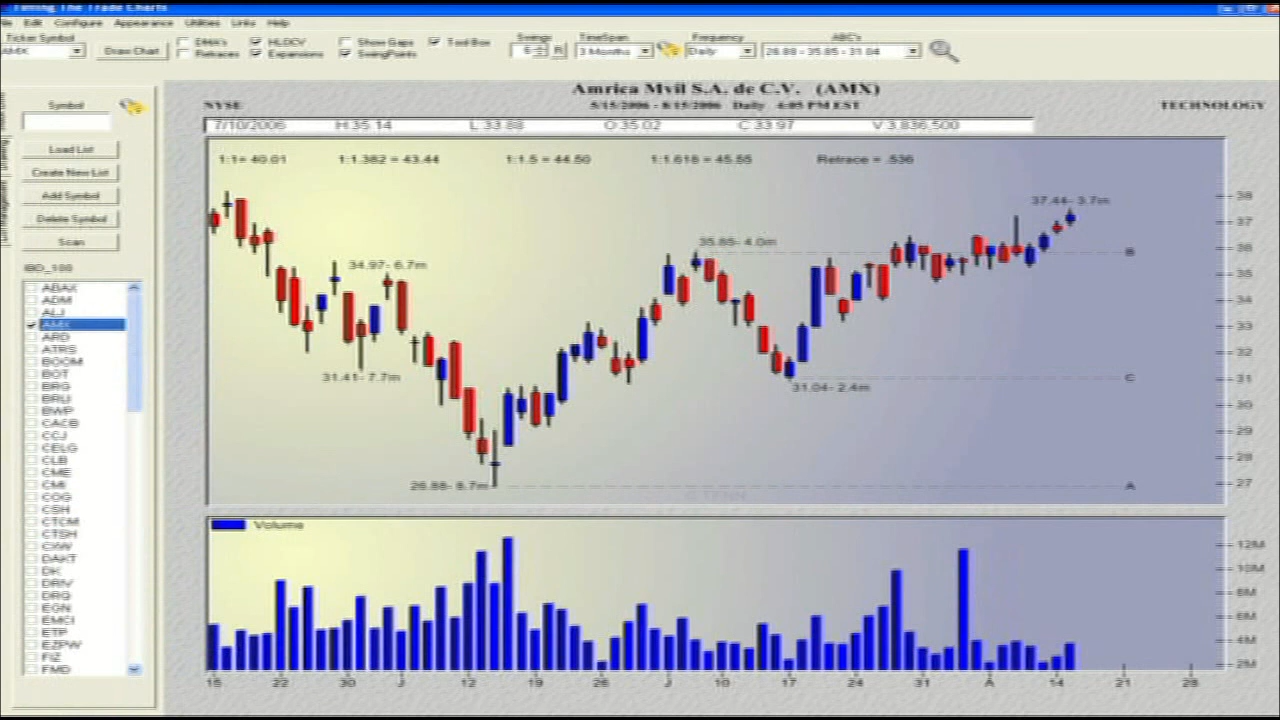 Timing The Trade Charts
Edit Configure Appearance Utilities Links Help
Ticker Symbol
AMX
Draw Chart
DMA's HLOCV Show Gaps Tool Box
Retraces Expansions SwingPoints
Swings TimeSpan Frequency ABC's
6 R 3 Months Daily 26.88 - 35.85 - 31.04
Amrica Mvil S.A. de C.V. (AMX)
NYSE 5/15/2006 - 8/15/2006 Daily 4:05 PM EST TECHNOLOGY
7/10/2006 H:35.14 L:33.88 O:35.02 C:33.97 V:3,836,500
1:1= 40.01 1:1.382 = 43.44 1:1.5 = 44.50 1:1.618 = 45.55 Retrace = .536
Symbol
Load List
Create New List
Add Symbol
Delete Symbol
Scan
IBD_100
ABAX
ADM
ALJ
AMX
ARD
ATRS
BOOM
BOT
BRG
BRLI
BWP
CACB
CCJ
CELG
CLB
CME
CMI
COG
CSH
CTCM
CTSH
CXW
DAKT
DK
DRIV
DRQ
EGN
EMCI
ETP
EZPW
FIZ
FMD
37.44- 3.7m
35.85- 4.0m
34.97- 6.7m
31.41- 7.7m
31.04- 2.4m
26.88- 8.7m
B
C
A
38
37
36
35
34
33
32
31
30
29
28
27
Volume
12M
10M
8M
6M
4M
2M
15 22 30 J 12 19 26 J 10 17 24 31 A 14 21 28